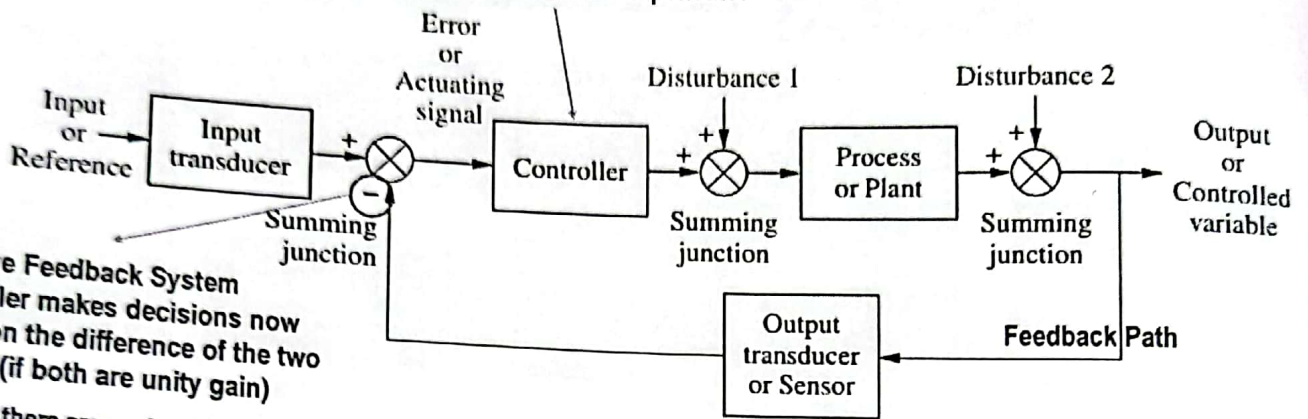 Error
or
Actuating
signal
Disturbance 1
Disturbance 2
Input
or
Reference
Input
transducer
+
−
Summing
junction
Controller
+
+
Summing
junction
Process
or Plant
+
+
Summing
junction
Output
or
Controlled
variable
Feedback System
makes decisions now
the difference of the two
(if both are unity gain)
Output
transducer
or Sensor
Feedback Path